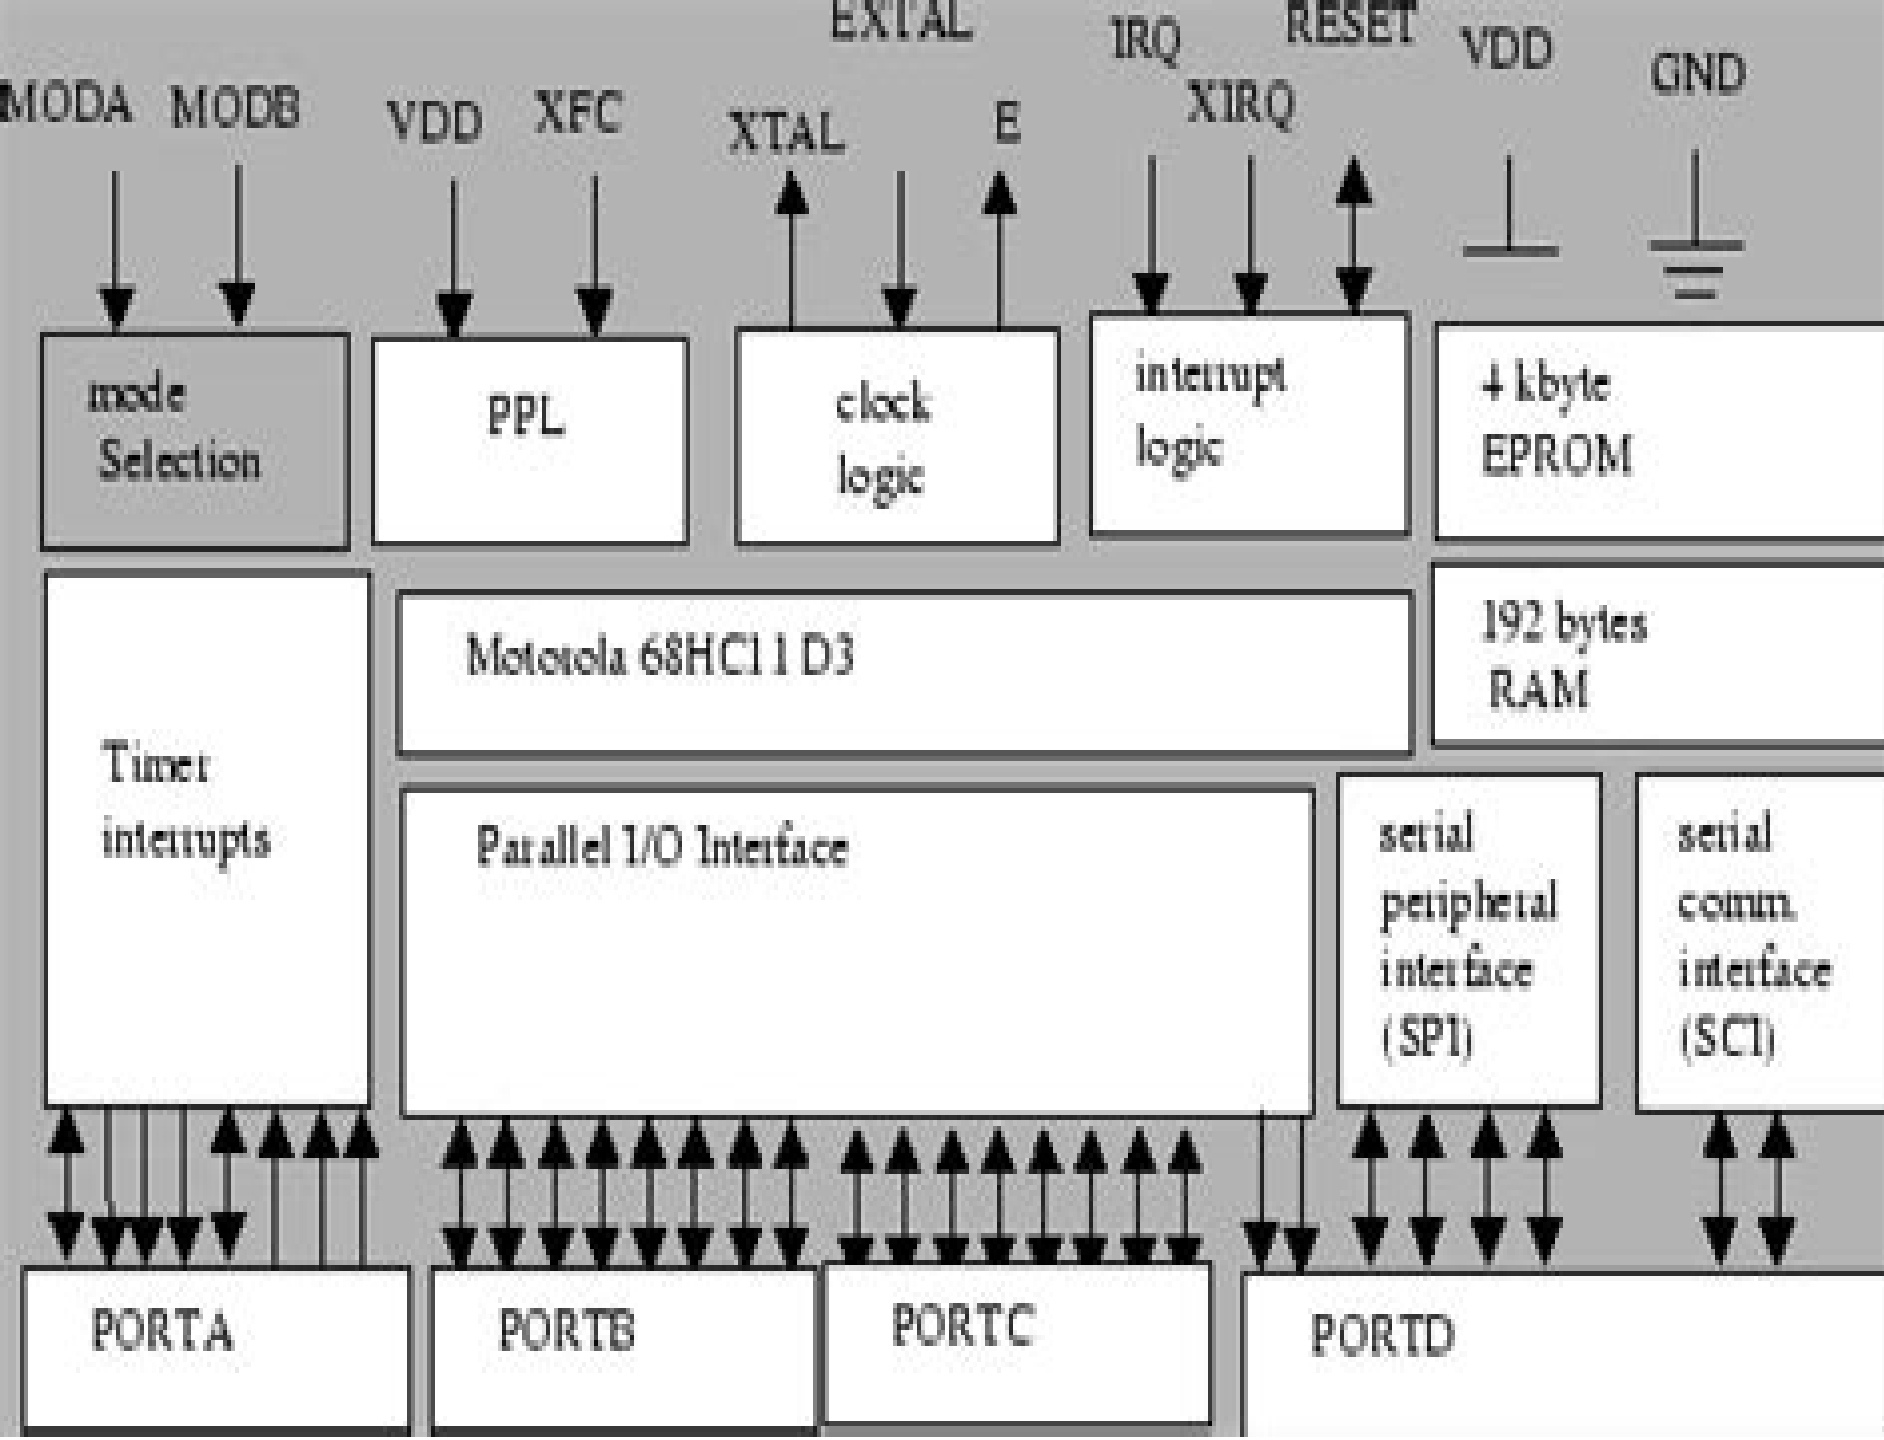 EXTAL
IRQ
RESET
VDD
GND
MODA
MODB
VDD
XFC
XTAL
E
XIRQ
mode
Selection
PPL
clock
logic
interrupt
logic
4 kbyte
EPROM
Motorola 68HC11 D3
192 bytes
RAM
Timer
interrupts
Parallel I/O Interface
serial
peripheral
interface
(SPI)
serial
comm.
interface
(SCI)
PORTA
PORTB
PORTC
PORTD